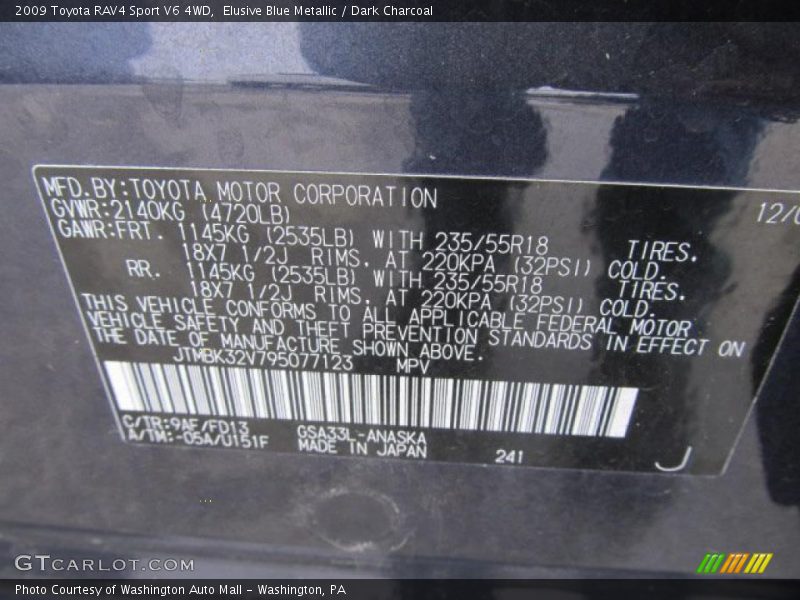 2009 Toyota RAV4 Sport V6 4WD, Elusive Blue Metallic / Dark Charcoal
MFD.BY:TOYOTA MOTOR CORPORATION 12/0
GVWR:2140KG (4720LB)
GAWR:FRT. 1145KG (2535LB) WITH 235/55R18 TIRES.
18X7 1/2J RIMS. AT 220KPA (32PSI) COLD.
RR. 1145KG (2535LB) WITH 235/55R18 TIRES.
18X7 1/2J RIMS. AT 220KPA (32PSI) COLD.
THIS VEHICLE CONFORMS TO ALL APPLICABLE FEDERAL MOTOR
VEHICLE SAFETY AND THEFT PREVENTION STANDARDS IN EFFECT ON
THE DATE OF MANUFACTURE SHOWN ABOVE.
JTMBK32V795077123 MPV
C/TR:9AE/FD13 GSA33L-ANASKA
A/TM:-05A/U151F MADE IN JAPAN 241 J
GTCARLOT.COM
Photo Courtesy of Washington Auto Mall - Washington, PA